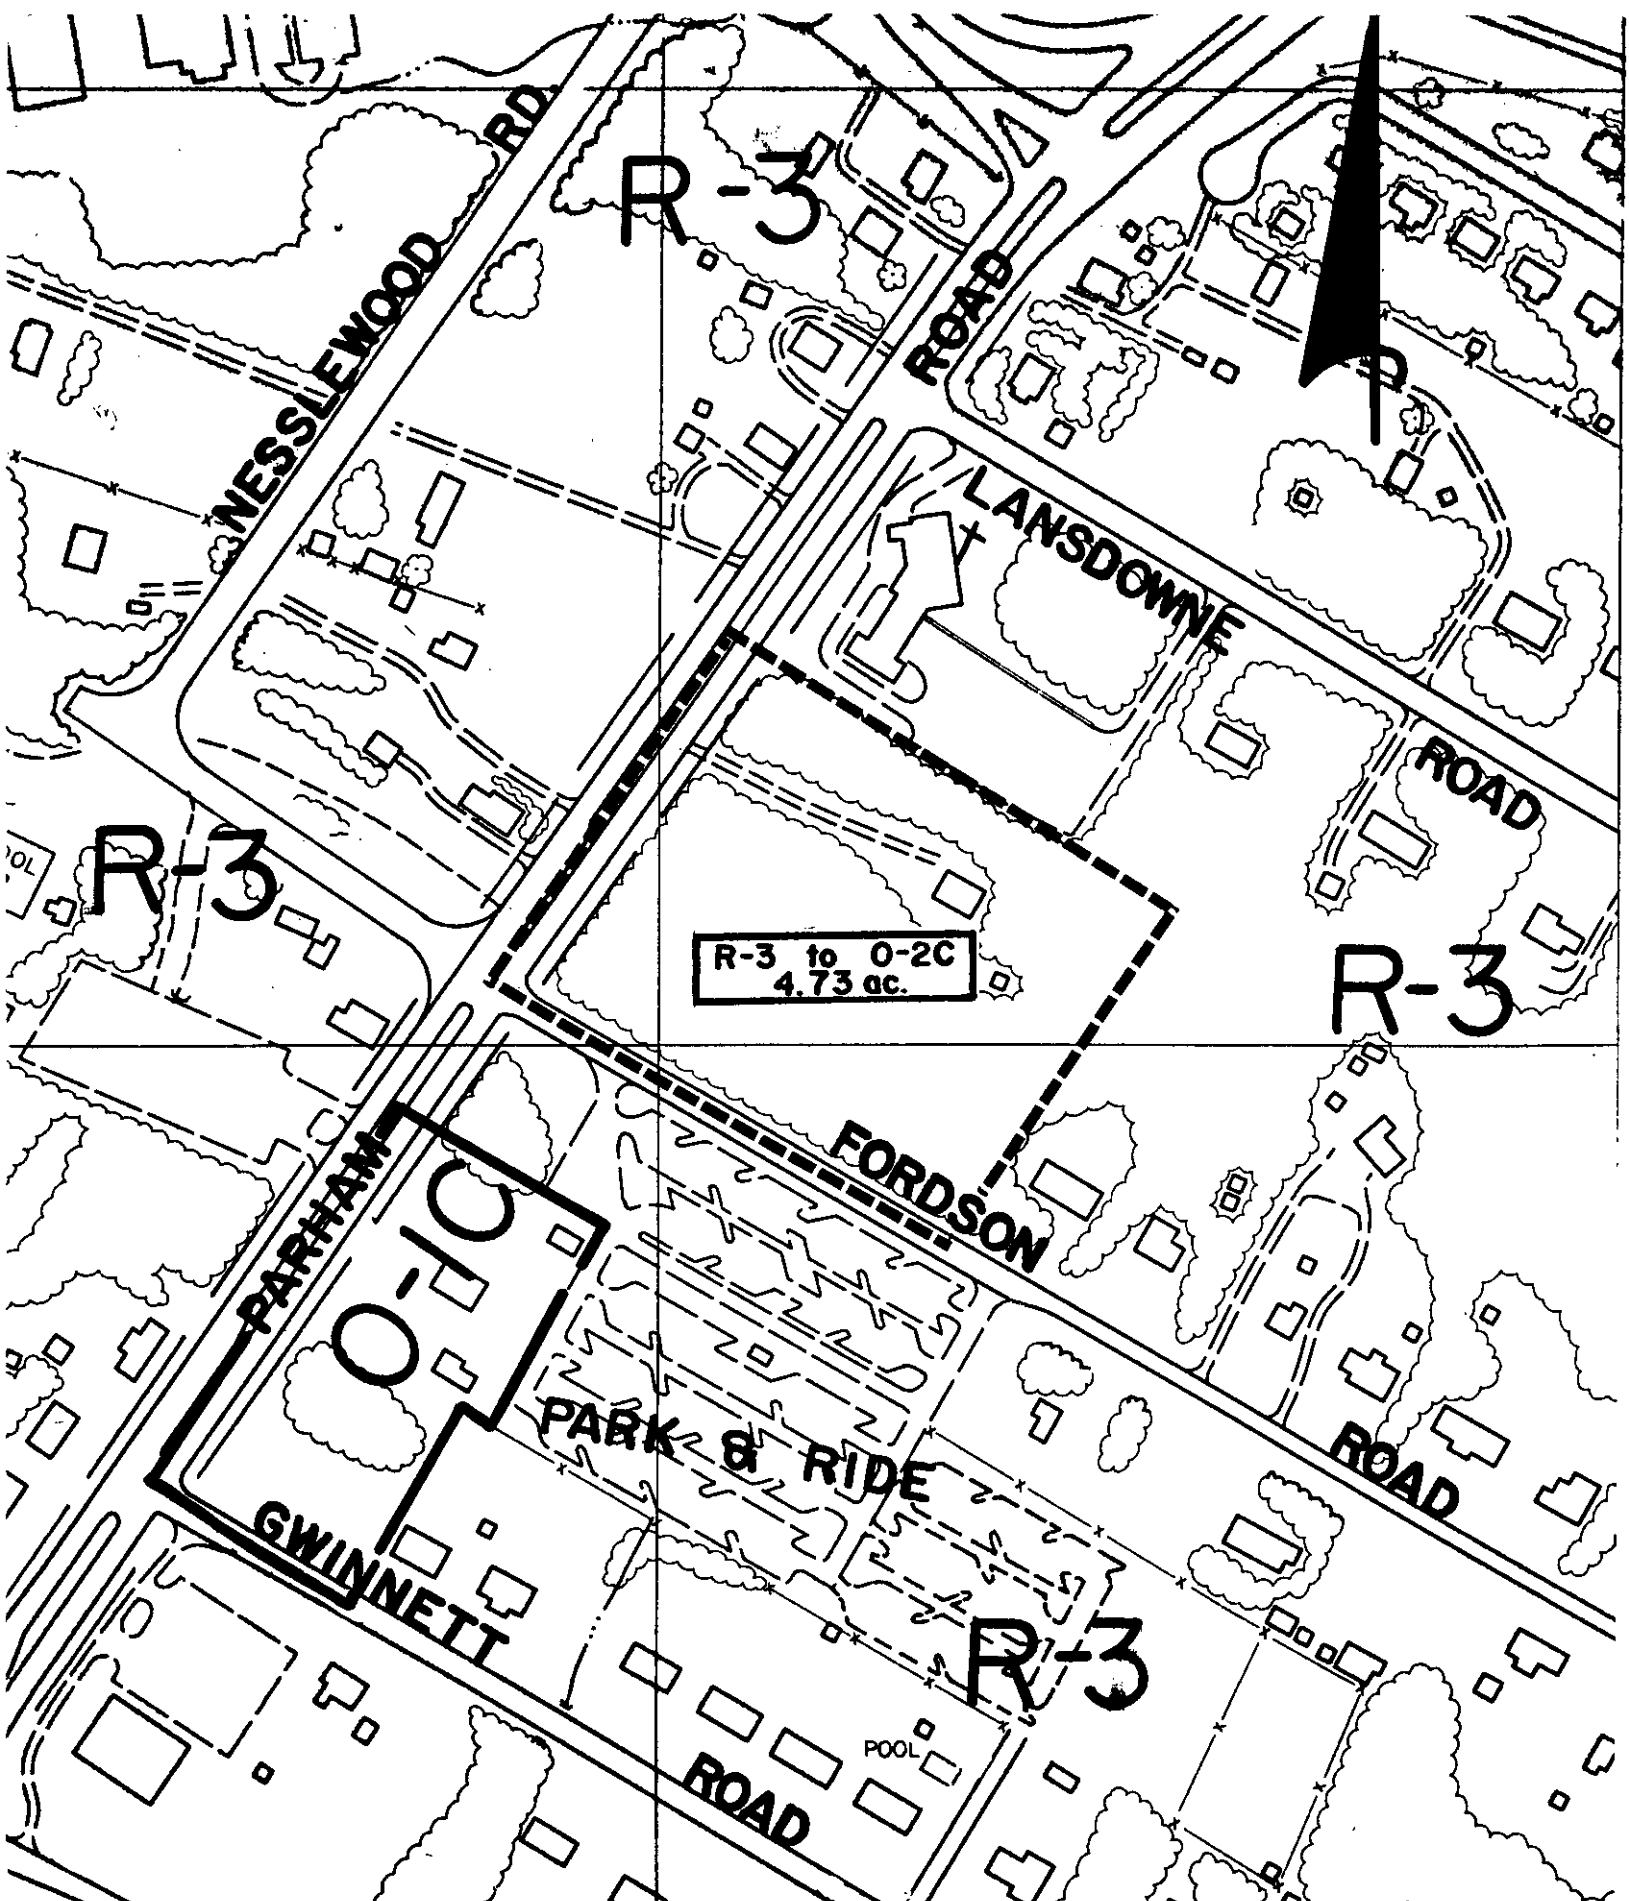 NESSLEWOOD RD.
R-3
ROAD
LANSDOWNE
ROAD
R-3
R-3 to O-2C
4.73 ac.
R-3
FORDSON
ROAD
PARHAM
O-1C
PARK & RIDE
GWINNETT
ROAD
R-3
POOL